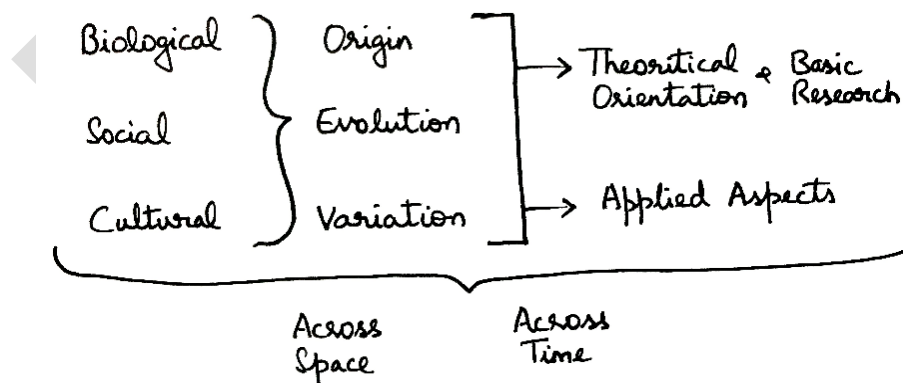 Biological
Social
Cultural
Origin
Evolution
Variation
Theoritical
Orientation & Basic
Research
Applied Aspects
Across
Space
Across
Time